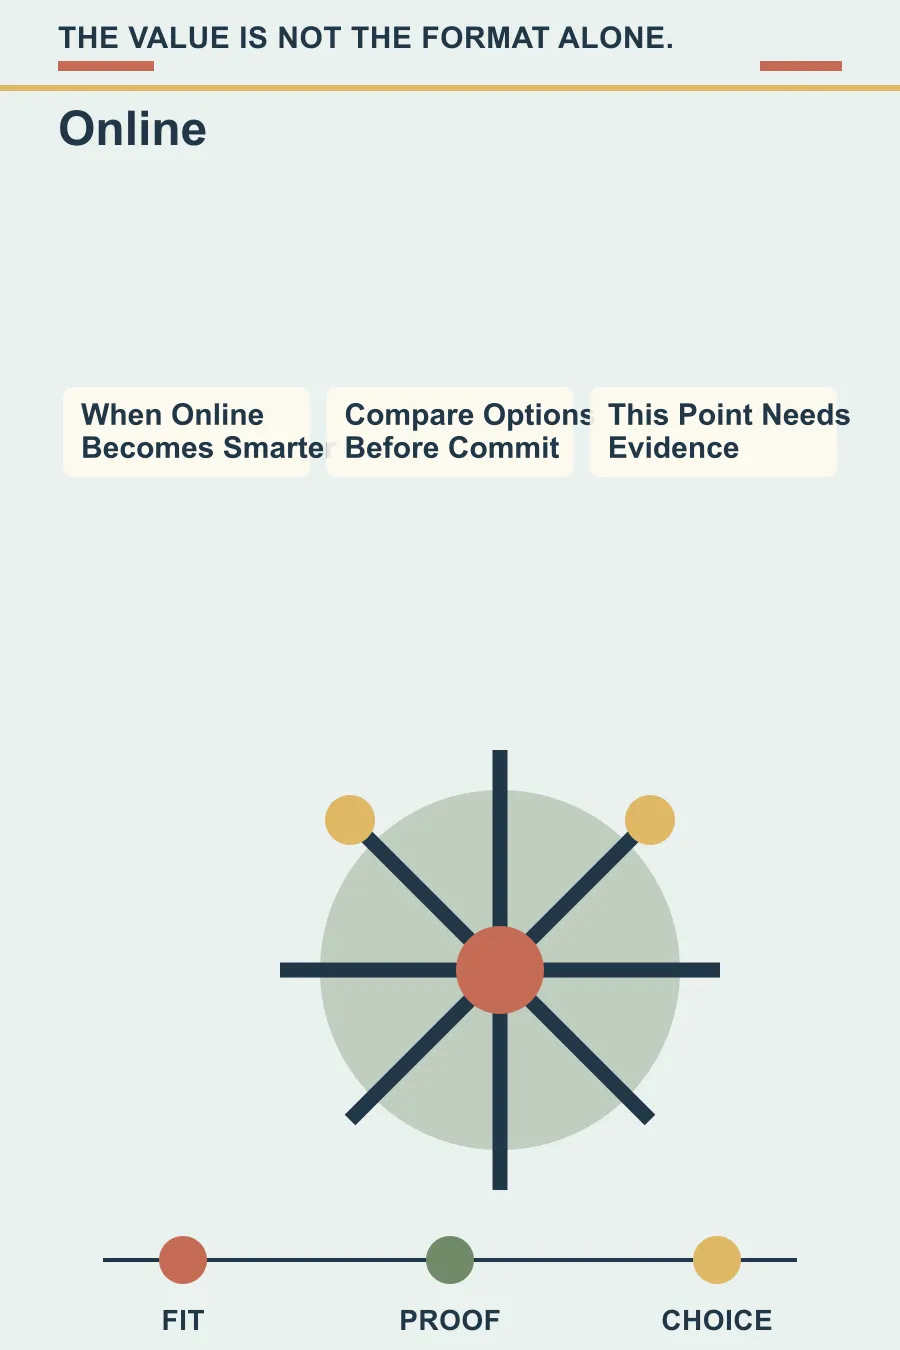 THE VALUE IS NOT THE FORMAT ALONE.
Online
When Online
Becomes Smarter
Compare Options
Before Commit
This Point Needs
Evidence
FIT
PROOF
CHOICE